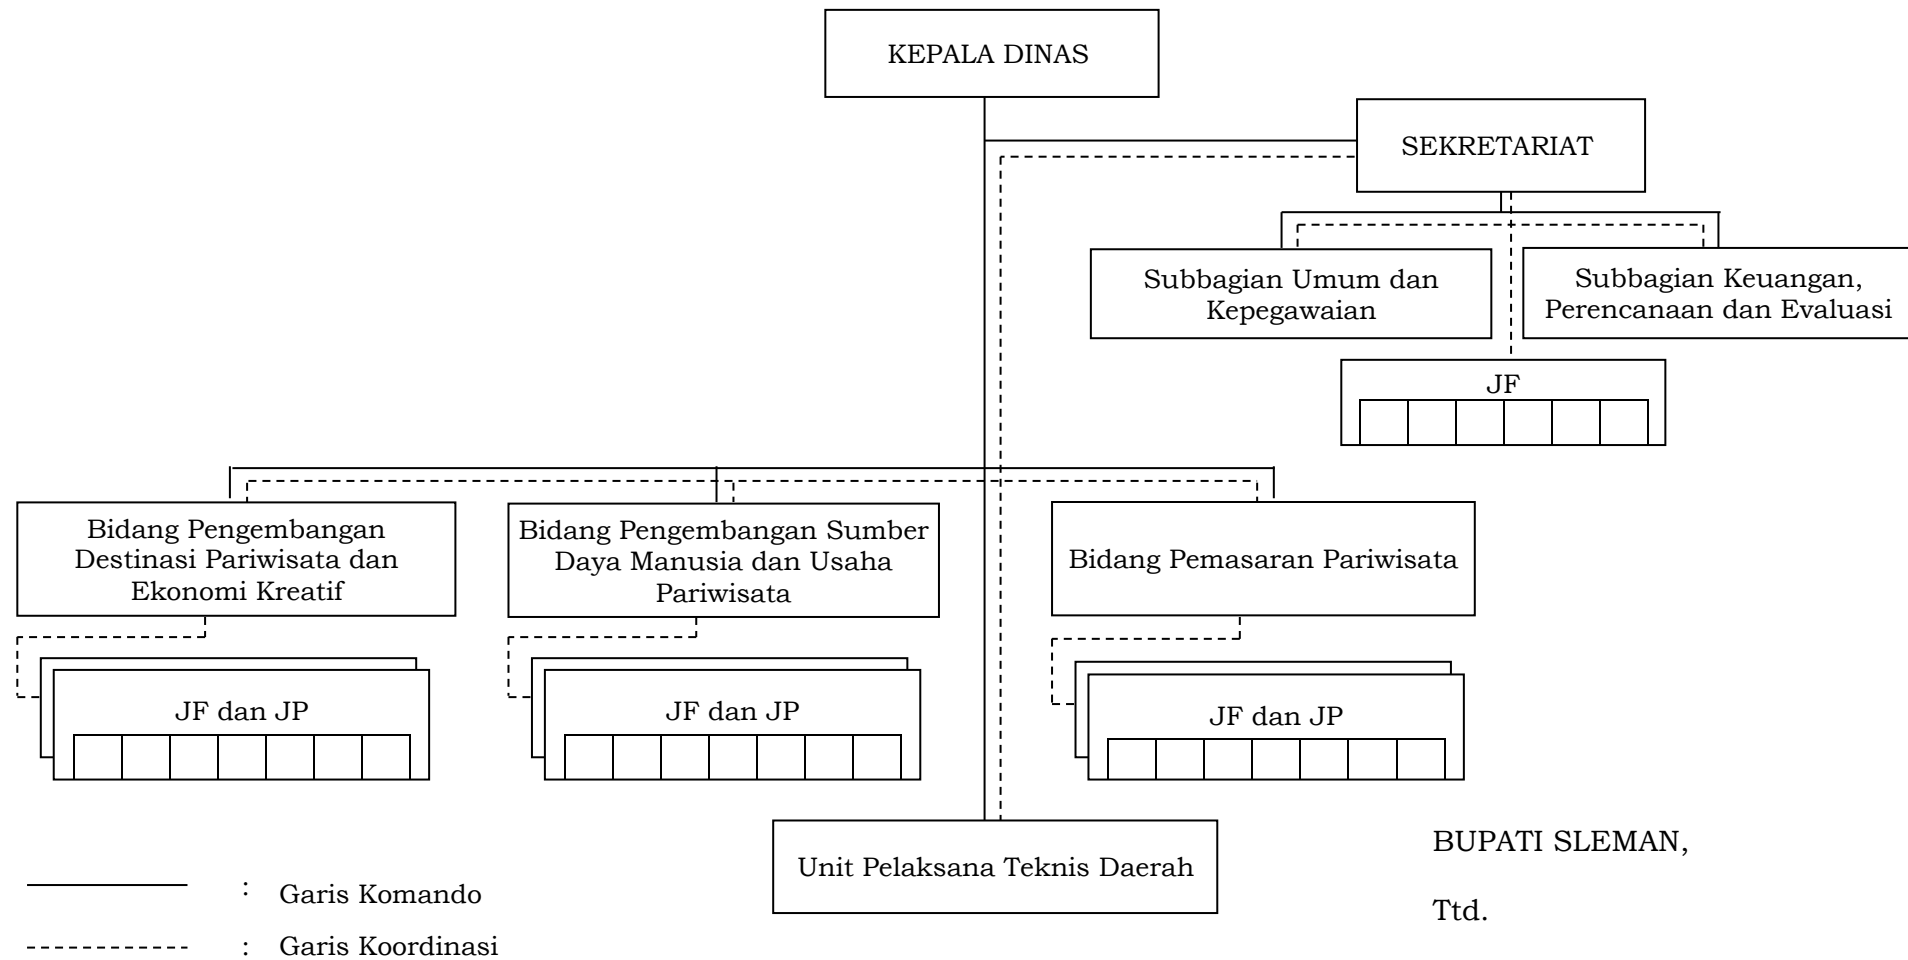 KEPALA DINAS
SEKRETARIAT
Subbagian Umum dan
Kepegawaian
Subbagian Keuangan,
Perencanaan dan Evaluasi
JF
Bidang Pengembangan
Destinasi Pariwisata dan
Ekonomi Kreatif
Bidang Pengembangan Sumber
Daya Manusia dan Usaha
Pariwisata
Bidang Pemasaran Pariwisata
JF dan JP
JF dan JP
JF dan JP
Unit Pelaksana Teknis Daerah
BUPATI SLEMAN,
Ttd.
: Garis Komando
: Garis Koordinasi